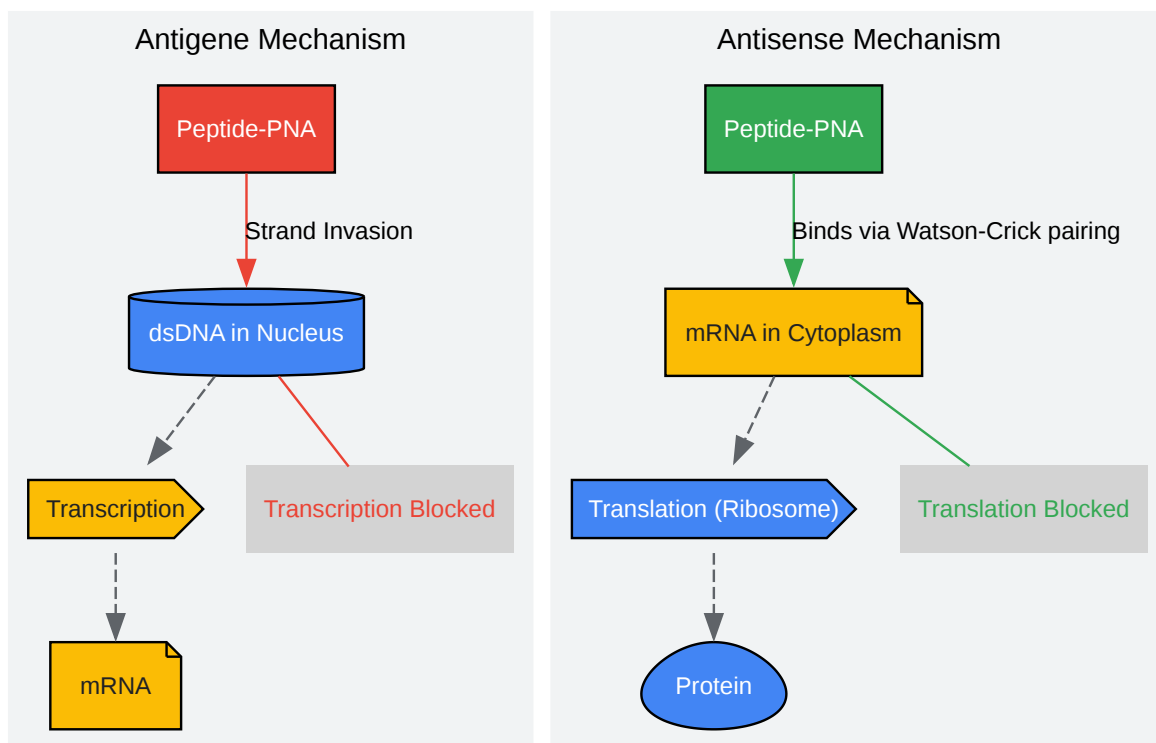 Antigene Mechanism
Peptide-PNA
Strand Invasion
dsDNA in Nucleus
Transcription
Transcription Blocked
mRNA
Antisense Mechanism
Peptide-PNA
Binds via Watson-Crick pairing
mRNA in Cytoplasm
Translation (Ribosome)
Translation Blocked
Protein